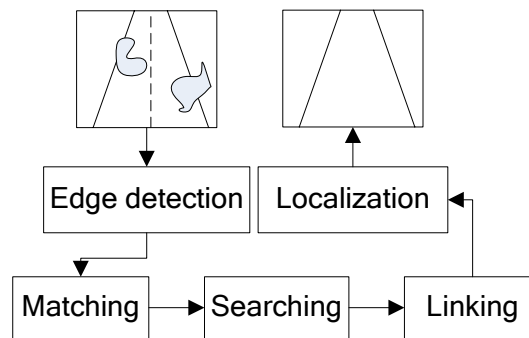 Edge detection
Localization
Matching
Searching
Linking